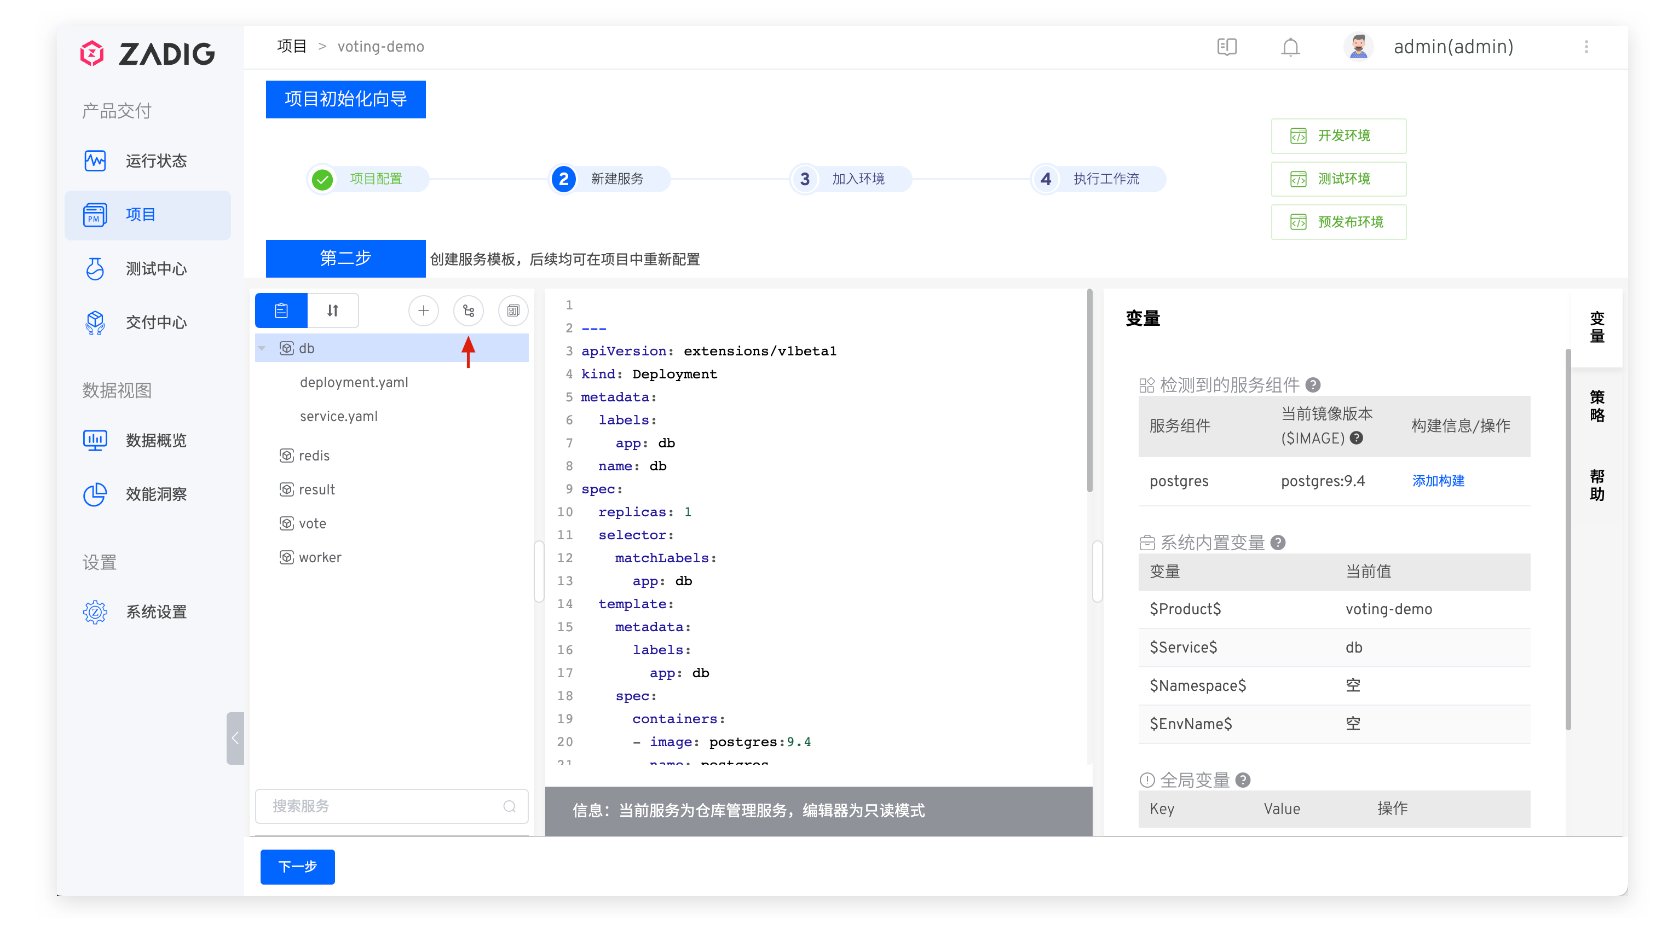 ZADIG
项目 > voting-demo
admin(admin)
产品交付
运行状态
PM
项目
测试中心
交付中心
数据视图
数据概览
效能洞察
设置
系统设置
项目初始化向导
项目配置
2 新建服务
3 加入环境
4 执行工作流
开发环境
测试环境
预发布环境
第二步 创建服务模板，后续均可在项目中重新配置
db
deployment.yaml
service.yaml
redis
result
vote
worker
搜索服务
1
2 ---
3 apiVersion: extensions/v1beta1
4 kind: Deployment
5 metadata:
6 labels:
7 app: db
8 name: db
9 spec:
10 replicas: 1
11 selector:
12 matchLabels:
13 app: db
14 template:
15 metadata:
16 labels:
17 app: db
18 spec:
19 containers:
20 - image: postgres:9.4
21 name: postgres
信息：当前服务为仓库管理服务，编辑器为只读模式
变量
检测到的服务组件 ?
服务组件 当前镜像版本 ($IMAGE) ? 构建信息/操作
postgres postgres:9.4 添加构建
系统内置变量 ?
变量 当前值
$Product$ voting-demo
$Service$ db
$Namespace$ 空
$EnvName$ 空
全局变量 ?
Key Value 操作
变量
策略
帮助
下一步